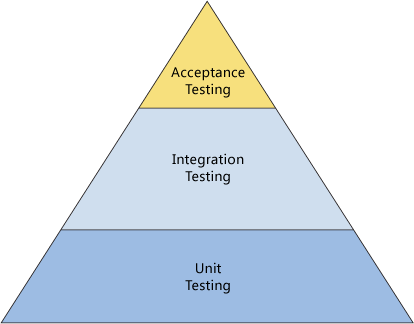 Acceptance
Testing
Integration
Testing
Unit
Testing